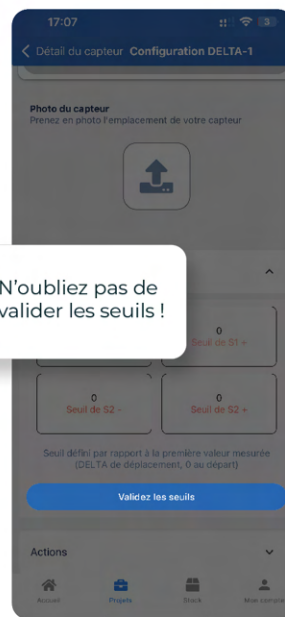 17:07
3
Détail du capteur Configuration DELTA-1
Photo du capteur
Prenez en photo l'emplacement de votre capteur
N'oubliez pas de
valider les seuils !
0
Seuil de S1 +
0
Seuil de S2 -
0
Seuil de S2 +
Seuil défini par rapport à la première valeur mesurée
(DELTA de déplacement, 0 au départ)
Validez les seuils
Actions
Accueil Projets Stock Mon compte